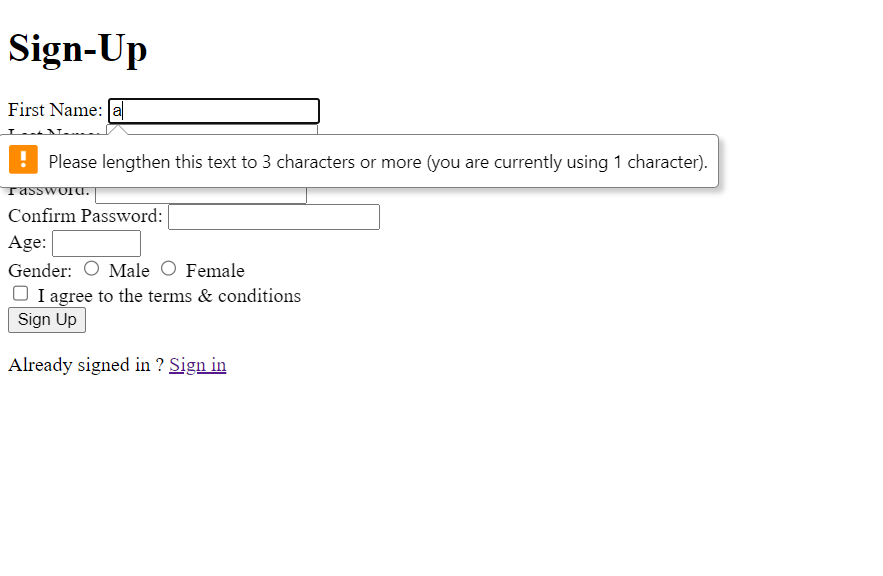 Sign-Up
First Name: a
Last Name:
! Please lengthen this text to 3 characters or more (you are currently using 1 character).
Password:
Confirm Password:
Age:
Gender: Male Female
I agree to the terms & conditions
Sign Up
Already signed in ? Sign in